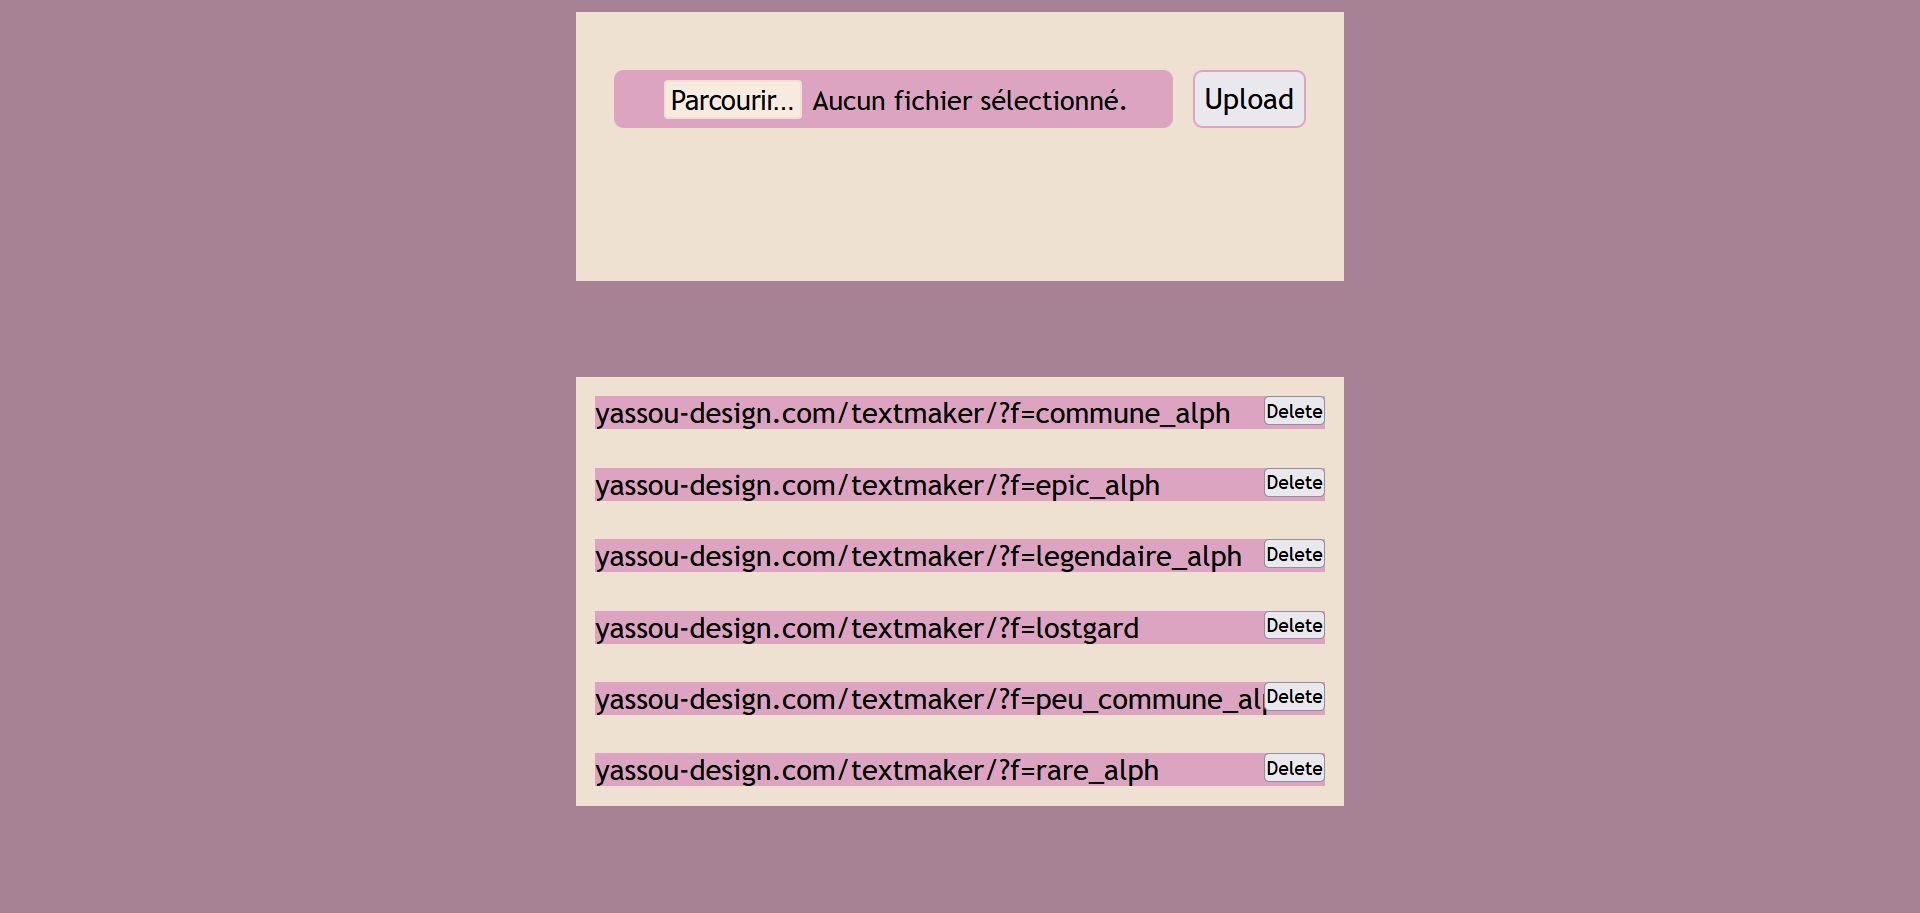 Parcourir... Aucun fichier sélectionné. Upload
yassou-design.com/textmaker/?f=commune_alph Delete
yassou-design.com/textmaker/?f=epic_alph Delete
yassou-design.com/textmaker/?f=legendaire_alph Delete
yassou-design.com/textmaker/?f=lostgard Delete
yassou-design.com/textmaker/?f=peu_commune_al Delete
yassou-design.com/textmaker/?f=rare_alph Delete